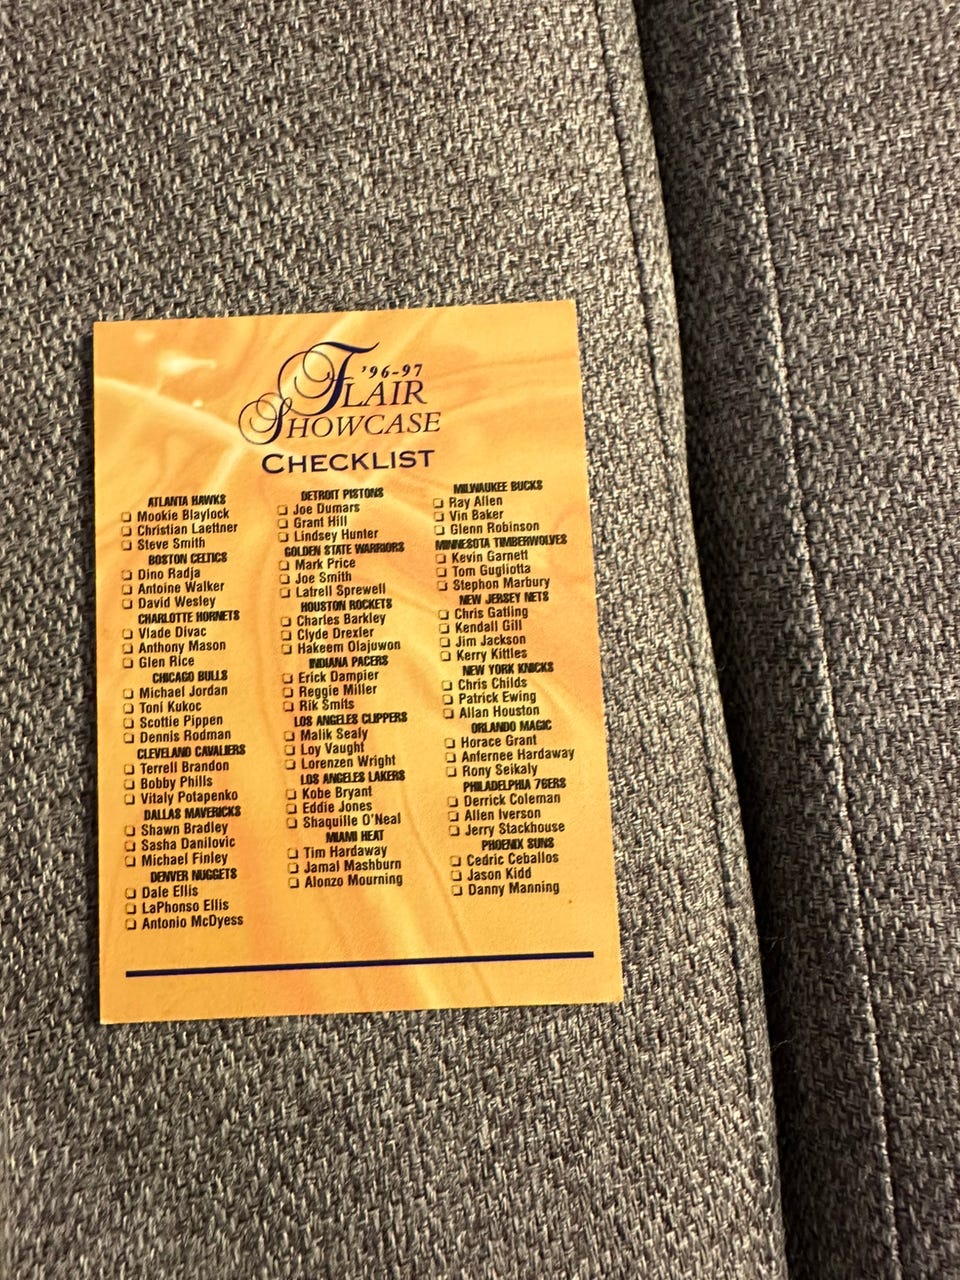 '96-97
FLAIR
SHOWCASE
CHECKLIST
ATLANTA HAWKS
Mookie Blaylock
Christian Laettner
Steve Smith
BOSTON CELTICS
Dino Radja
Antoine Walker
David Wesley
CHARLOTTE HORNETS
Vlade Divac
Anthony Mason
Glen Rice
CHICAGO BULLS
Michael Jordan
Toni Kukoc
Scottie Pippen
Dennis Rodman
CLEVELAND CAVALIERS
Terrell Brandon
Bobby Phills
Vitaly Potapenko
DALLAS MAVERICKS
Shawn Bradley
Sasha Danilovic
Michael Finley
DENVER NUGGETS
Dale Ellis
LaPhonso Ellis
Antonio McDyess
DETROIT PISTONS
Joe Dumars
Grant Hill
Lindsey Hunter
GOLDEN STATE WARRIORS
Mark Price
Joe Smith
Latrell Sprewell
HOUSTON ROCKETS
Charles Barkley
Clyde Drexler
Hakeem Olajuwon
INDIANA PACERS
Erick Dampier
Reggie Miller
Rik Smits
LOS ANGELES CLIPPERS
Malik Sealy
Loy Vaught
Lorenzen Wright
LOS ANGELES LAKERS
Kobe Bryant
Eddie Jones
Shaquille O'Neal
MIAMI HEAT
Tim Hardaway
Jamal Mashburn
Alonzo Mourning
MILWAUKEE BUCKS
Ray Allen
Vin Baker
Glenn Robinson
MINNESOTA TIMBERWOLVES
Kevin Garnett
Tom Gugliotta
Stephon Marbury
NEW JERSEY NETS
Chris Gatling
Kendall Gill
Jim Jackson
Kerry Kittles
NEW YORK KNICKS
Chris Childs
Patrick Ewing
Allan Houston
ORLANDO MAGIC
Horace Grant
Anfernee Hardaway
Rony Seikaly
PHILADELPHIA 76ERS
Derrick Coleman
Allen Iverson
Jerry Stackhouse
PHOENIX SUNS
Cedric Ceballos
Jason Kidd
Danny Manning